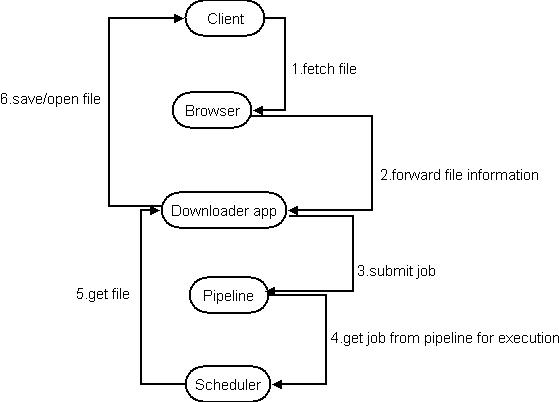 Client
1.fetch file
6.save/open file
Browser
2.forward file information
Downloader app
3.submit job
5.get file
Pipeline
4.get job from pipeline for execution
Scheduler